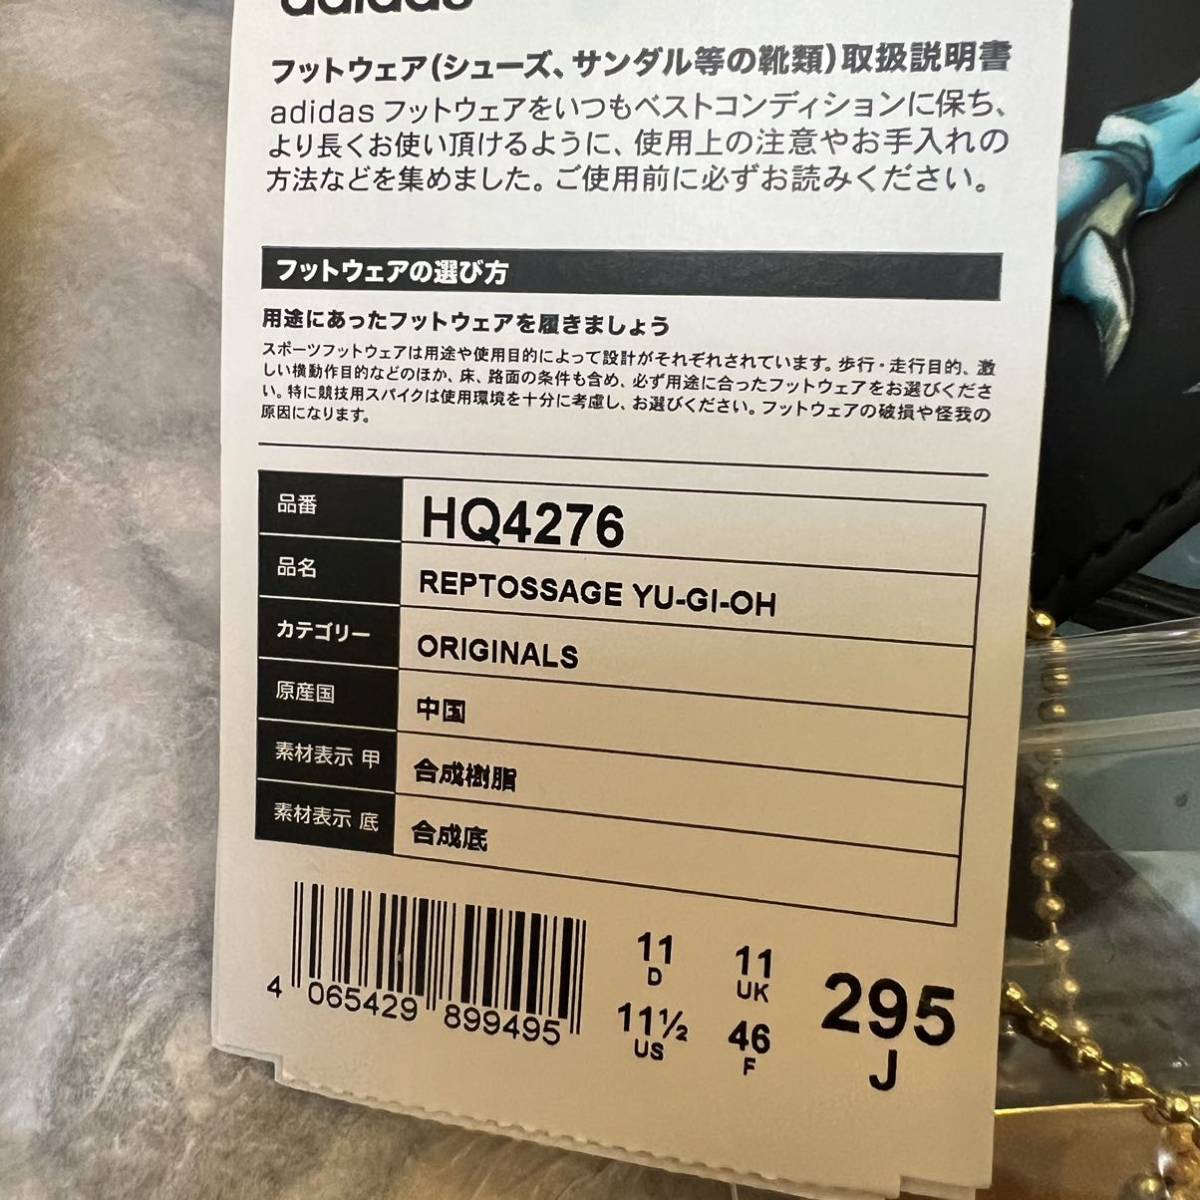 adidas
フットウェア(シューズ、サンダル等の靴類)取扱説明書
adidas フットウェアをいつもベストコンディションに保ち、
より長くお使い頂けるように、使用上の注意やお手入れの
方法などを集めました。ご使用前に必ずお読みください。
フットウェアの選び方
用途にあったフットウェアを履きましょう
スポーツフットウェアは用途や使用目的によって設計がそれぞれされています。歩行・走行目的、激
しい横動作目的などのほか、床、路面の条件も含め、必ず用途に合ったフットウェアをお選びくださ
い。特に競技用スパイクは使用環境を十分に考慮し、お選びください。フットウェアの破損や怪我の
原因になります。
品番 HQ4276
品名 REPTOSSAGE YU-GI-OH
カテゴリー ORIGINALS
原産国 中国
素材表示 甲 合成樹脂
素材表示 底 合成底
4 065429 899495
11 D 11 UK
11½ US 46 F
295 J